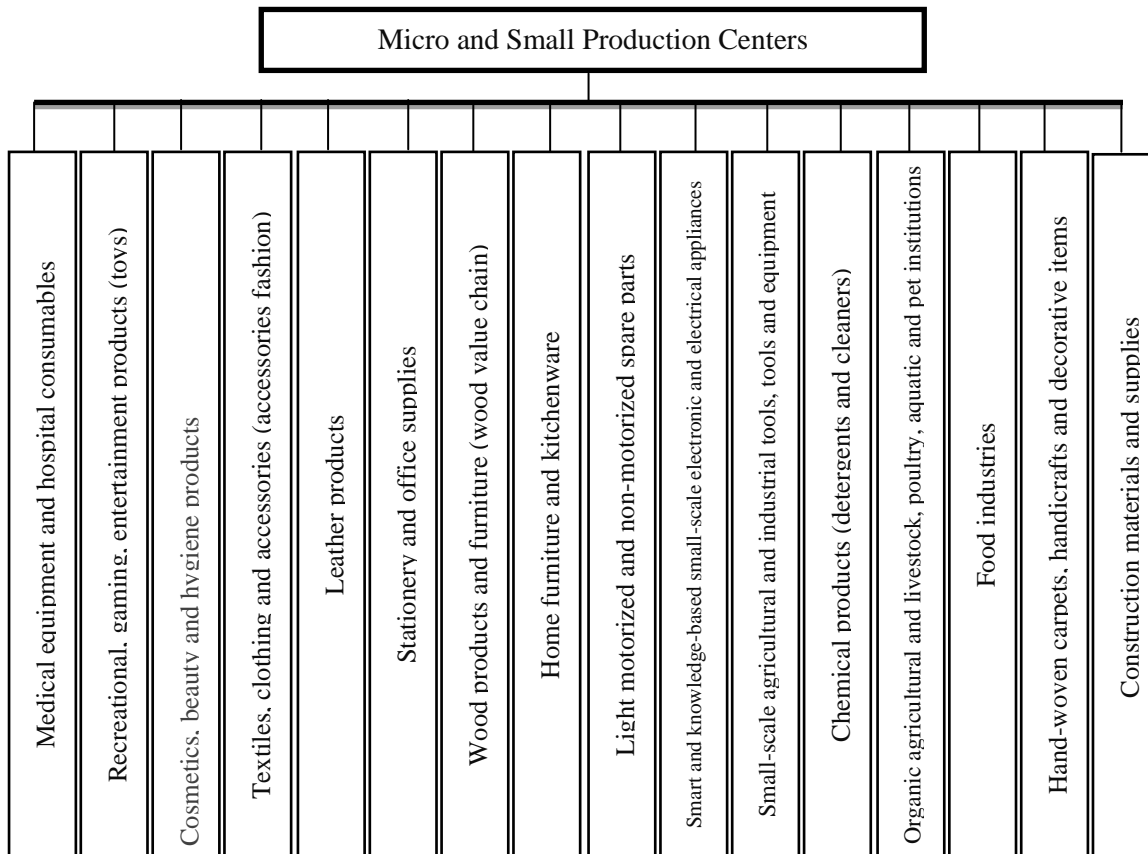 Micro and Small Production Centers
Medical equipment and hospital consumables
Recreational, gaming, entertainment products (toys)
Cosmetics, beauty and hygiene products
Textiles, clothing and accessories (accessories fashion)
Leather products
Stationery and office supplies
Wood products and furniture (wood value chain)
Home furniture and kitchenware
Light motorized and non-motorized spare parts
Smart and knowledge-based small-scale electronic and electrical appliances
Small-scale agricultural and industrial tools, tools and equipment
Chemical products (detergents and cleaners)
Organic agricultural and livestock, poultry, aquatic and pet institutions
Food industries
Hand-woven carpets, handicrafts and decorative items
Construction materials and supplies